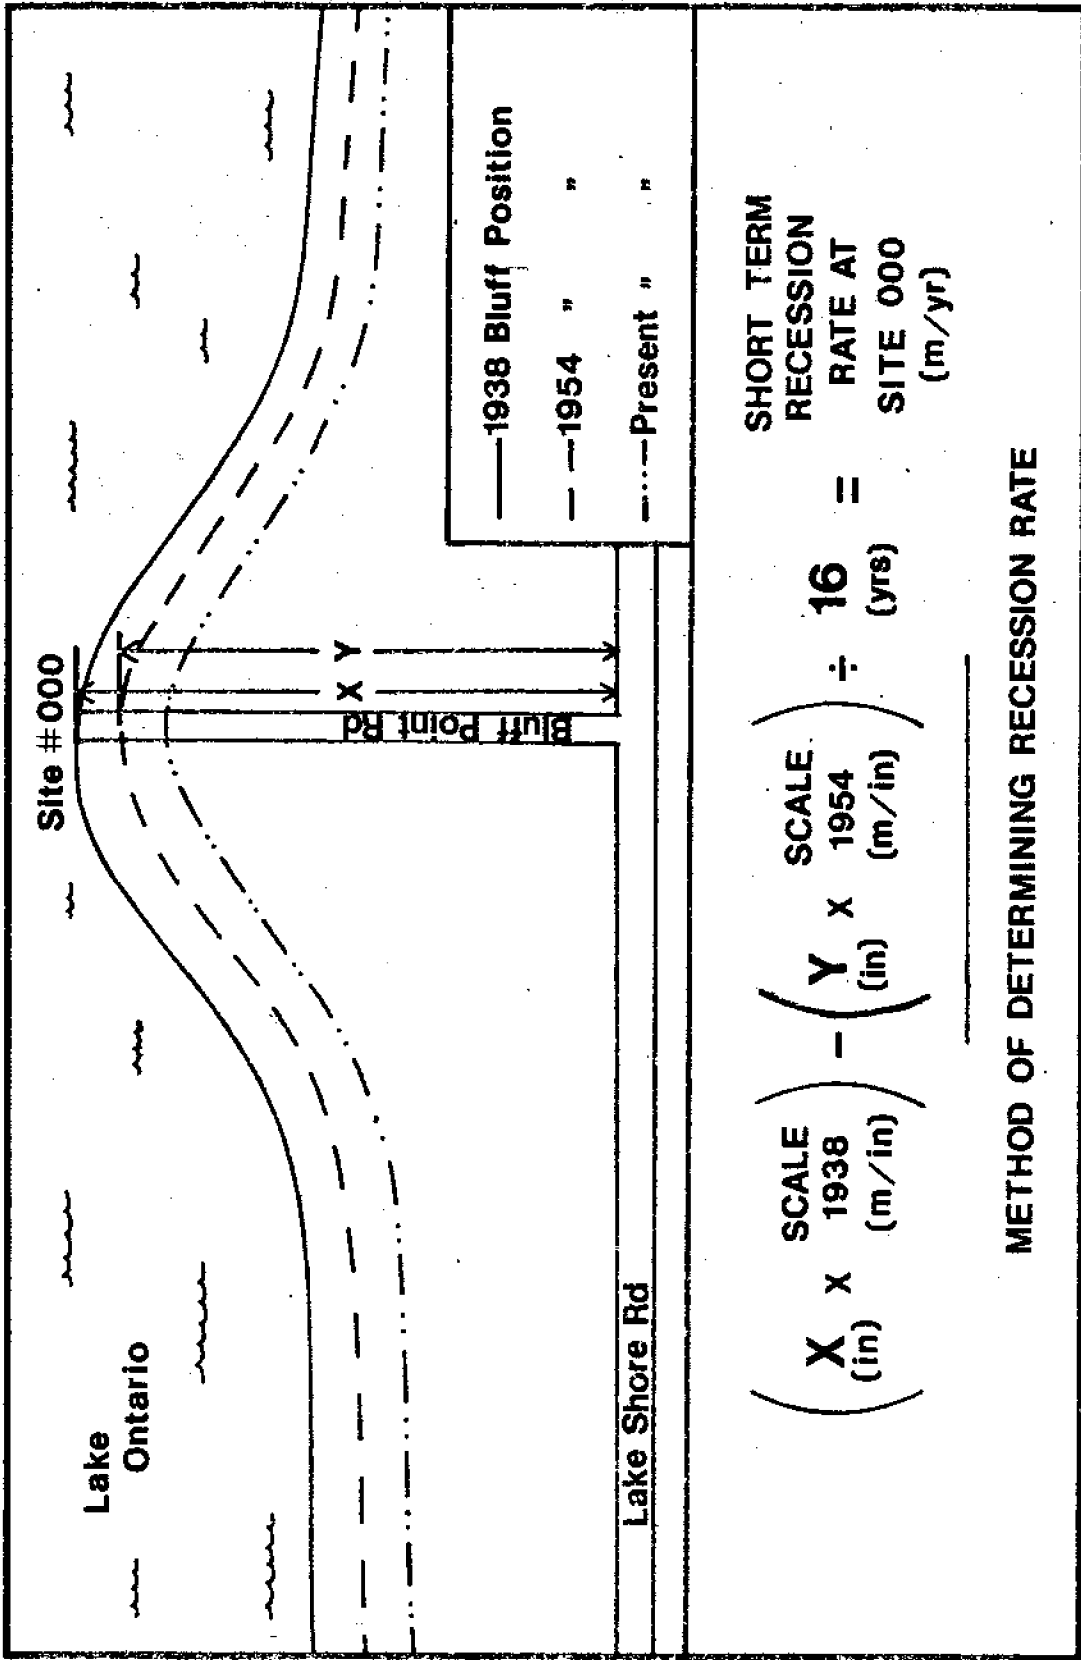 Site #000
Lake
Ontario
X Y
Bluff Point Rd
Lake Shore Rd
1938 Bluff Position
1954 " "
Present " "
(X x SCALE 1938) - (Y x SCALE 1954) ÷ 16 = SHORT TERM
RECESSION
RATE AT
SITE 000
(m/yr)
(in) (m/in) (in) (m/in) (yrs)
METHOD OF DETERMINING RECESSION RATE